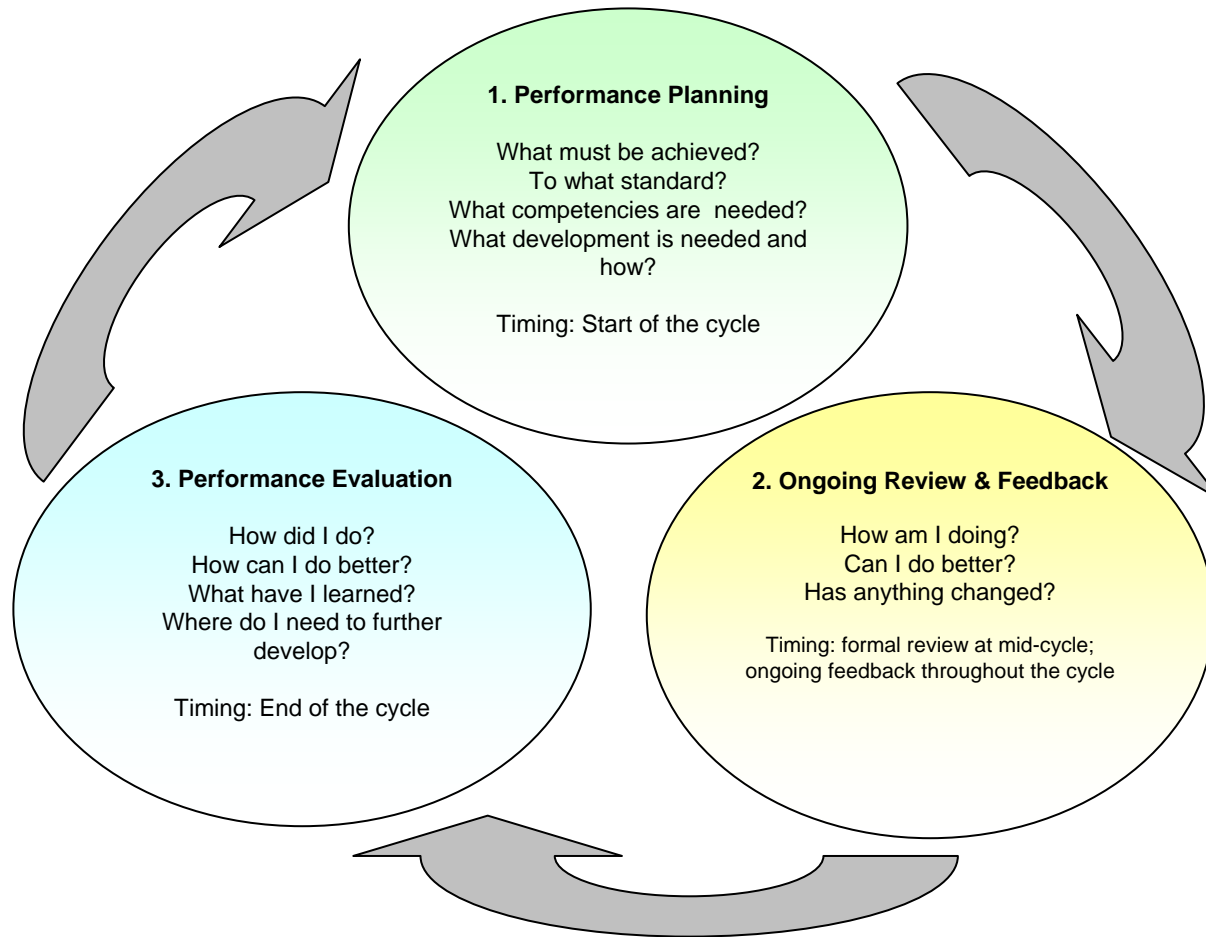 1. Performance Planning
What must be achieved?
To what standard?
What competencies are  needed?
What development is needed and
how?
Timing: Start of the cycle
3. Performance Evaluation
How did I do?
How can I do better?
What have I learned?
Where do I need to further
develop?
Timing: End of the cycle
2. Ongoing Review & Feedback
How am I doing?
Can I do better?
Has anything changed?
Timing: formal review at mid-cycle;
ongoing feedback throughout the cycle